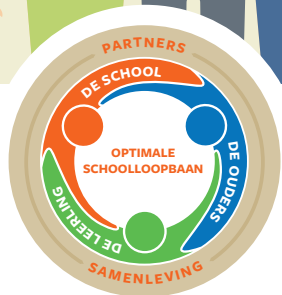 PARTNERS
DE SCHOOL
DE OUDERS
OPTIMALE
SCHOOLLOOPBAAN
DE LEERLING
SAMENLEVING